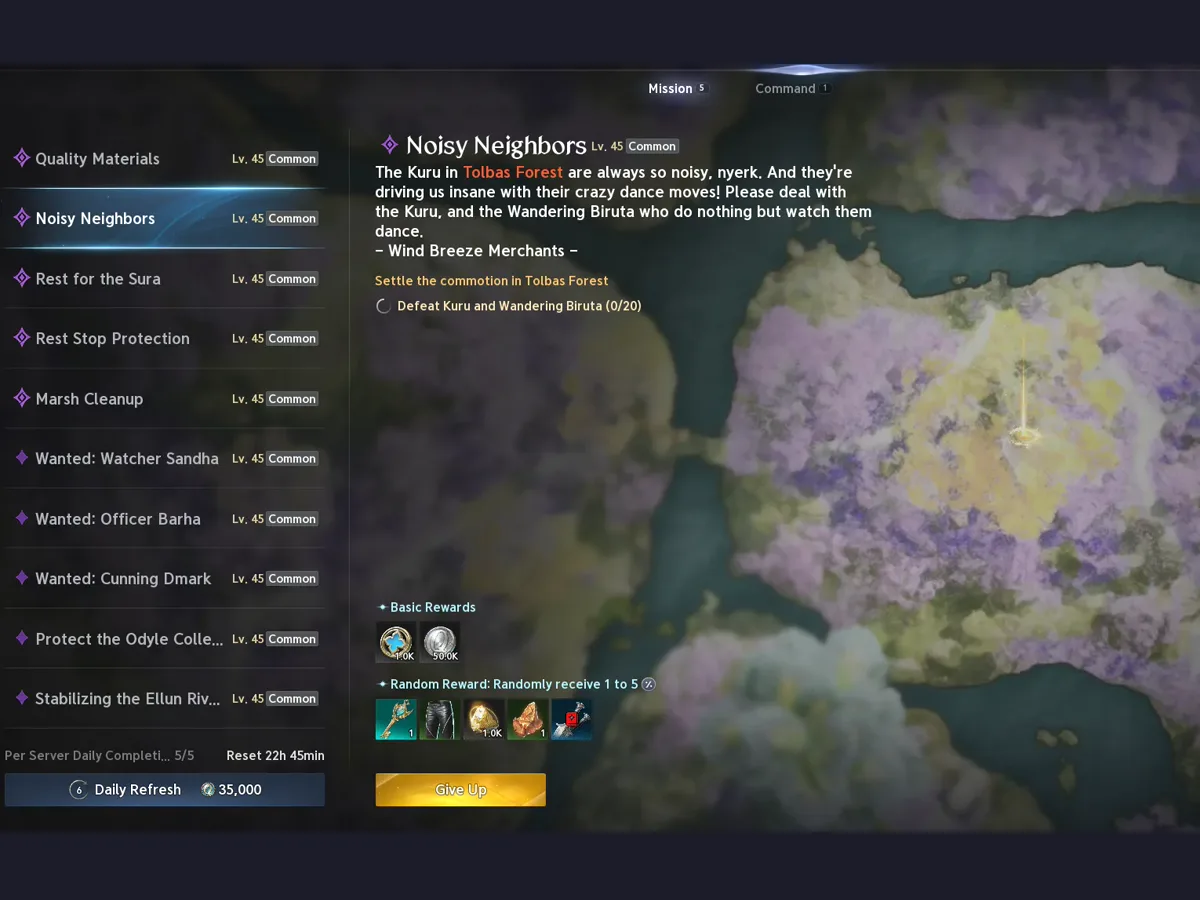 Mission 5
Command 1
Quality Materials Lv. 45 Common
Noisy Neighbors Lv. 45 Common
Rest for the Sura Lv. 45 Common
Rest Stop Protection Lv. 45 Common
Marsh Cleanup Lv. 45 Common
Wanted: Watcher Sandha Lv. 45 Common
Wanted: Officer Barha Lv. 45 Common
Wanted: Cunning Dmark Lv. 45 Common
Protect the Odyle Colle... Lv. 45 Common
Stabilizing the Ellun Riv... Lv. 45 Common
Per Server Daily Completi... 5/5 Reset 22h 45min
6 Daily Refresh 35,000
Noisy Neighbors Lv. 45 Common
The Kuru in Tolbas Forest are always so noisy, nyerk. And they're
driving us insane with their crazy dance moves! Please deal with
the Kuru, and the Wandering Biruta who do nothing but watch them
dance.
– Wind Breeze Merchants –
Settle the commotion in Tolbas Forest
Defeat Kuru and Wandering Biruta (0/20)
Basic Rewards
1.0K 50.0K
Random Reward: Randomly receive 1 to 5
1 1.0K 1
Give Up